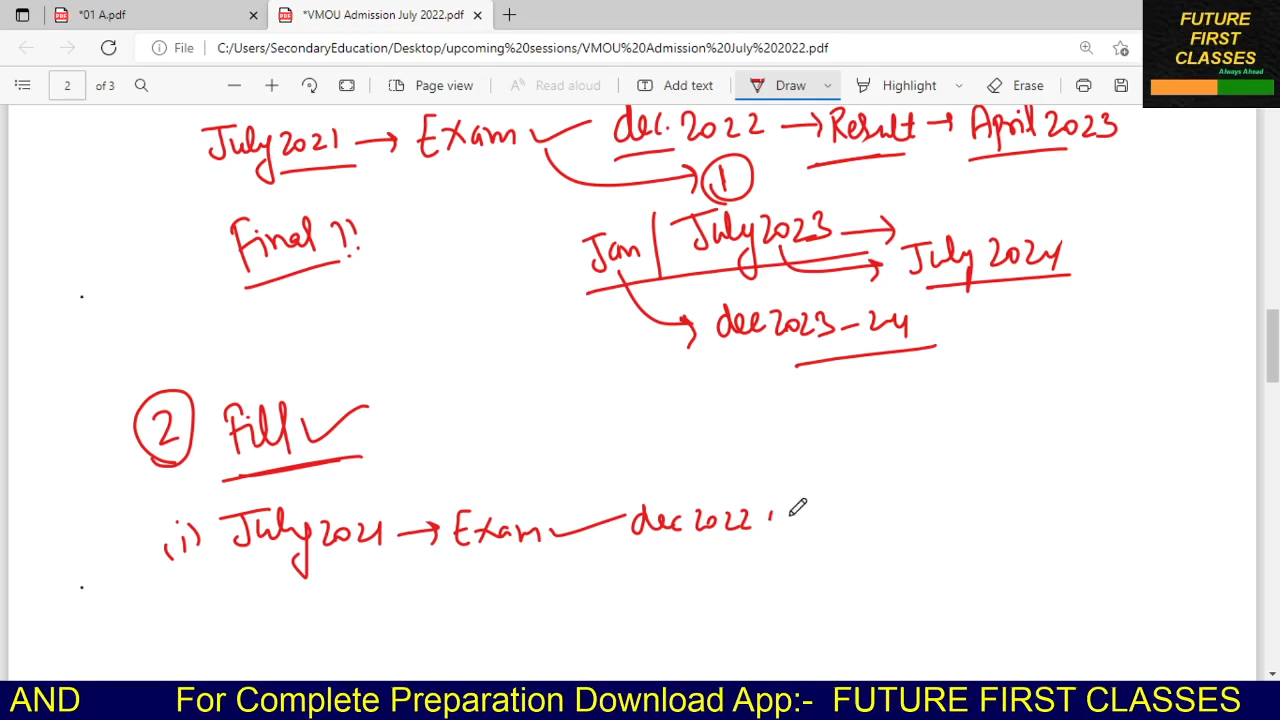 *01 A.pdf
*VMOU Admission July 2022.pdf
FUTURE
FIRST
CLASSES
Always Ahead
File C:/Users/SecondaryEducation/Desktop/upcoming%20sessions/VMOU%20Admission%20July%202022.pdf
2 of 3 Page view Read aloud Add text Draw Highlight Erase
July 2021 → Exam ✓ dec. 2022 → Result → April 2023
1
Final ??
Jan | July 2023 → July 2024
dec 2023-24
2 Fill ✓
(i) July 2021 → Exam ✓ dec 2022,
AND For Complete Preparation Download App:- FUTURE FIRST CLASSES